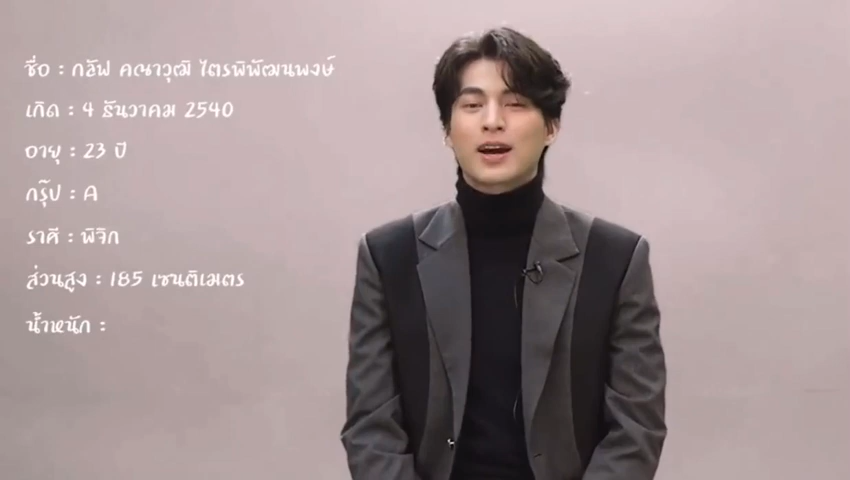 ชื่อ : กลัฟ คณาวุฒิ ไตรพิพัฒนพงษ์
เกิด : 4 ธันวาคม 2540
อายุ : 23 ปี
กรุ๊ป : A
ราศี : พิจิก
ส่วนสูง : 185 เซนติเมตร
น้ำหนัก :